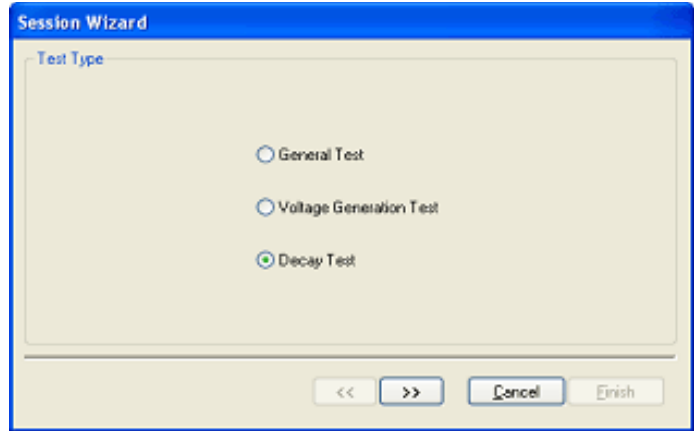 Session Wizard
Test Type
General Test
Voltage Generation Test
Decay Test
<< >> Cancel Finish